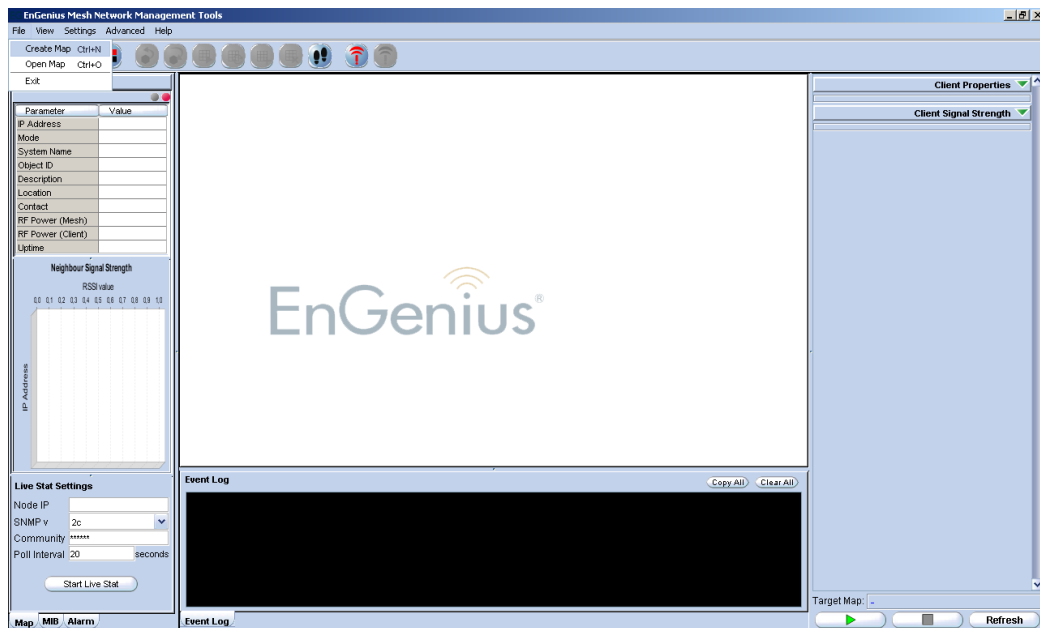 EnGenius Mesh Network Management Tools
File View Settings Advanced Help
Create Map Ctrl+N
Open Map Ctrl+O
Exit
Parameter Value
IP Address
Mode
System Name
Object ID
Description
Location
Contact
RF Power (Mesh)
RF Power (Client)
Uptime
Neighbour Signal Strength
RSSI value
0,0 0,1 0,2 0,3 0,4 0,5 0,6 0,7 0,8 0,9 1,0
IP Address
Live Stat Settings
Node IP
SNMP v 2c
Community ******
Poll Interval 20 seconds
Start Live Stat
Map MIB Alarm
EnGenius®
Event Log Copy All Clear All
Event Log
Client Properties
Client Signal Strength
Target Map: -
Refresh